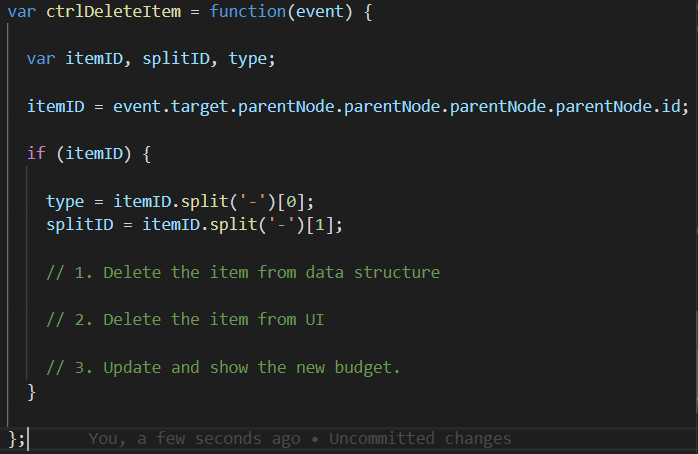 var ctrlDeleteItem = function(event) {
var itemID, splitID, type;
itemID = event.target.parentNode.parentNode.parentNode.parentNode.id;
if (itemID) {
type = itemID.split('-')[0];
splitID = itemID.split('-')[1];
// 1. Delete the item from data structure
// 2. Delete the item from UI
// 3. Update and show the new budget.
}
}; You, a few seconds ago • Uncommitted changes